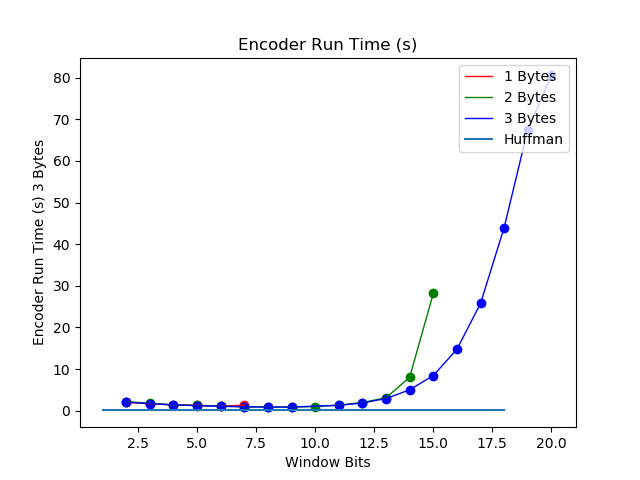 Encoder Run Time (s)
Encoder Run Time (s) 3 Bytes
80
70
60
50
40
30
20
10
0
1 Bytes
2 Bytes
3 Bytes
Huffman
2.5 5.0 7.5 10.0 12.5 15.0 17.5 20.0
Window Bits